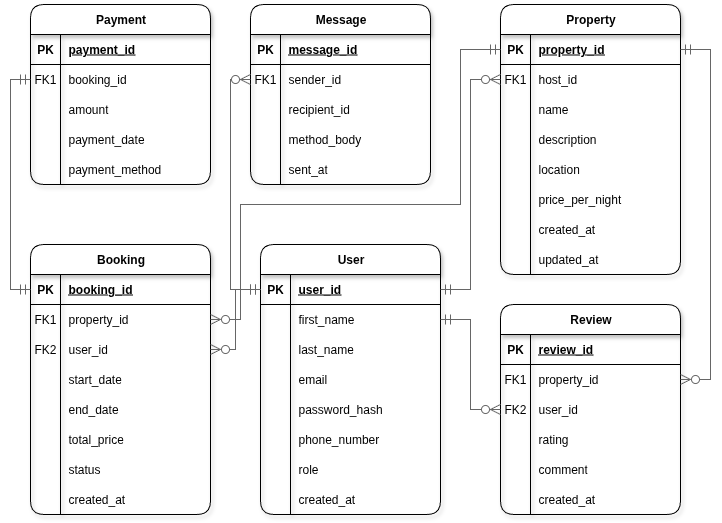 Payment
PK payment_id
FK1 booking_id
amount
payment_date
payment_method
Message
PK message_id
FK1 sender_id
recipient_id
method_body
sent_at
Property
PK property_id
FK1 host_id
name
description
location
price_per_night
created_at
updated_at
Booking
PK booking_id
FK1 property_id
FK2 user_id
start_date
end_date
total_price
status
created_at
User
PK user_id
first_name
last_name
email
password_hash
phone_number
role
created_at
Review
PK review_id
FK1 property_id
FK2 user_id
rating
comment
created_at